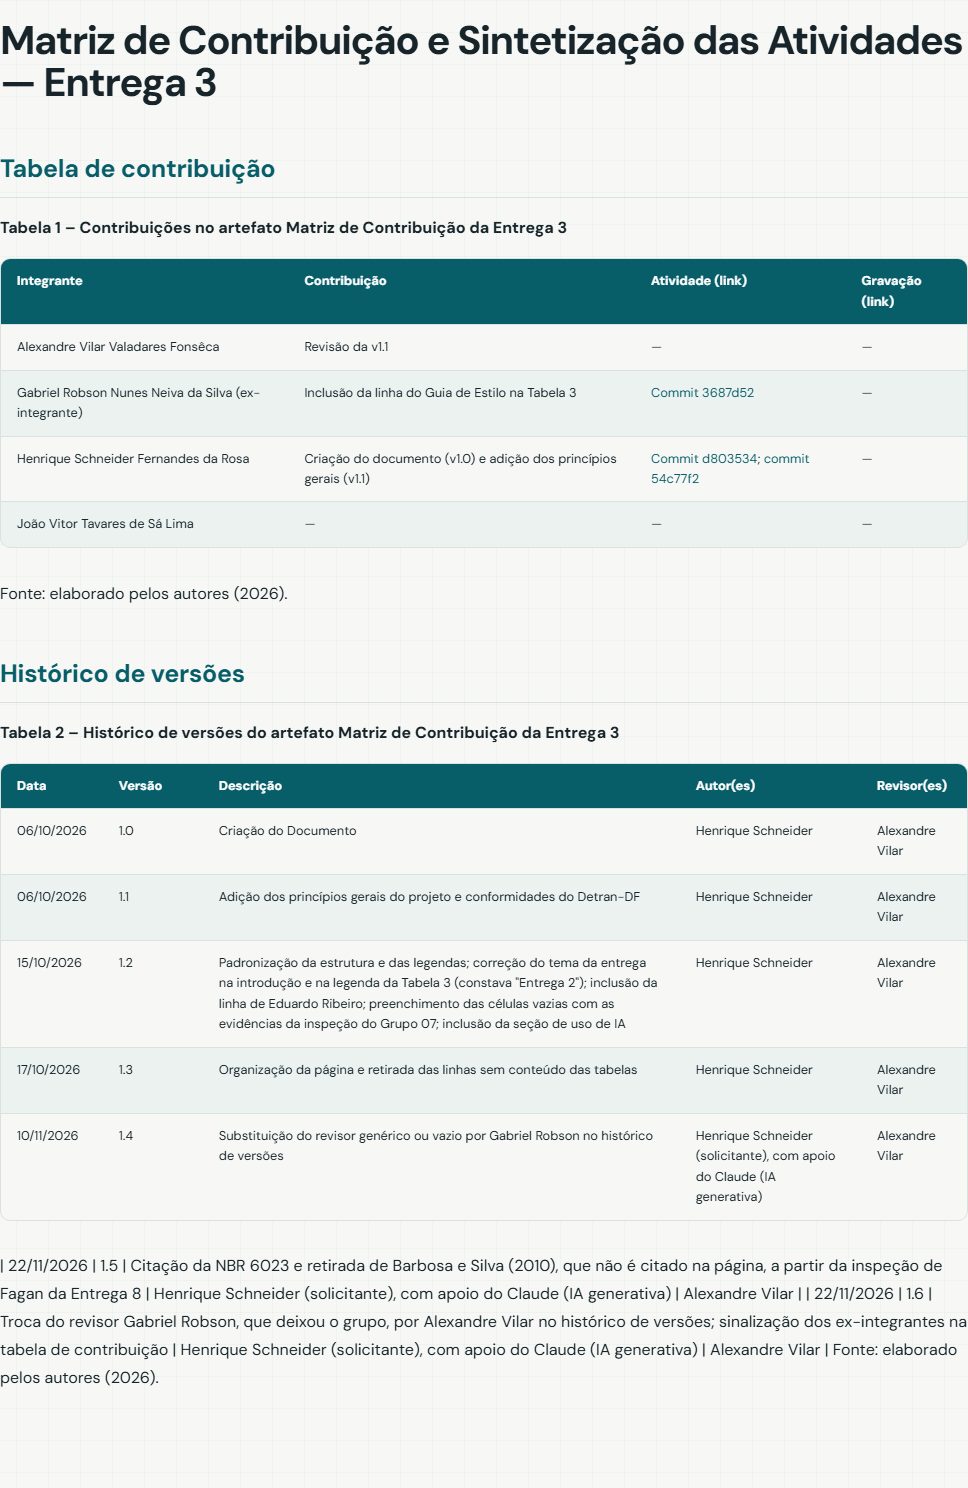 Matriz de Contribuição e Sintetização das Atividades
— Entrega 3
Tabela de contribuição
Tabela 1 – Contribuições no artefato Matriz de Contribuição da Entrega 3
Integrante
Contribuição
Atividade (link)
Gravação
(link)
Alexandre Vilar Valadares Fonsêca
Revisão da v1.1
—
—
Gabriel Robson Nunes Neiva da Silva (ex-
integrante)
Inclusão da linha do Guia de Estilo na Tabela 3
Commit 3687d52
—
Henrique Schneider Fernandes da Rosa
Criação do documento (v1.0) e adição dos princípios
gerais (v1.1)
Commit d803534; commit
54c77f2
—
João Vitor Tavares de Sá Lima
—
—
—
Fonte: elaborado pelos autores (2026).
Histórico de versões
Tabela 2 – Histórico de versões do artefato Matriz de Contribuição da Entrega 3
Data
Versão
Descrição
Autor(es)
Revisor(es)
06/10/2026
1.0
Criação do Documento
Henrique Schneider
Alexandre
Vilar
06/10/2026
1.1
Adição dos princípios gerais do projeto e conformidades do Detran-DF
Henrique Schneider
Alexandre
Vilar
15/10/2026
1.2
Padronização da estrutura e das legendas; correção do tema da entrega
na introdução e na legenda da Tabela 3 (constava "Entrega 2"); inclusão da
linha de Eduardo Ribeiro; preenchimento das células vazias com as
evidências da inspeção do Grupo 07; inclusão da seção de uso de IA
Henrique Schneider
Alexandre
Vilar
17/10/2026
1.3
Organização da página e retirada das linhas sem conteúdo das tabelas
Henrique Schneider
Alexandre
Vilar
10/11/2026
1.4
Substituição do revisor genérico ou vazio por Gabriel Robson no histórico
de versões
Henrique Schneider
(solicitante), com apoio
do Claude (IA
generativa)
Alexandre
Vilar
| 22/11/2026 | 1.5 | Citação da NBR 6023 e retirada de Barbosa e Silva (2010), que não é citado na página, a partir da inspeção de
Fagan da Entrega 8 | Henrique Schneider (solicitante), com apoio do Claude (IA generativa) | Alexandre Vilar | | 22/11/2026 | 1.6 |
Troca do revisor Gabriel Robson, que deixou o grupo, por Alexandre Vilar no histórico de versões; sinalização dos ex-integrantes na
tabela de contribuição | Henrique Schneider (solicitante), com apoio do Claude (IA generativa) | Alexandre Vilar | Fonte: elaborado
pelos autores (2026).